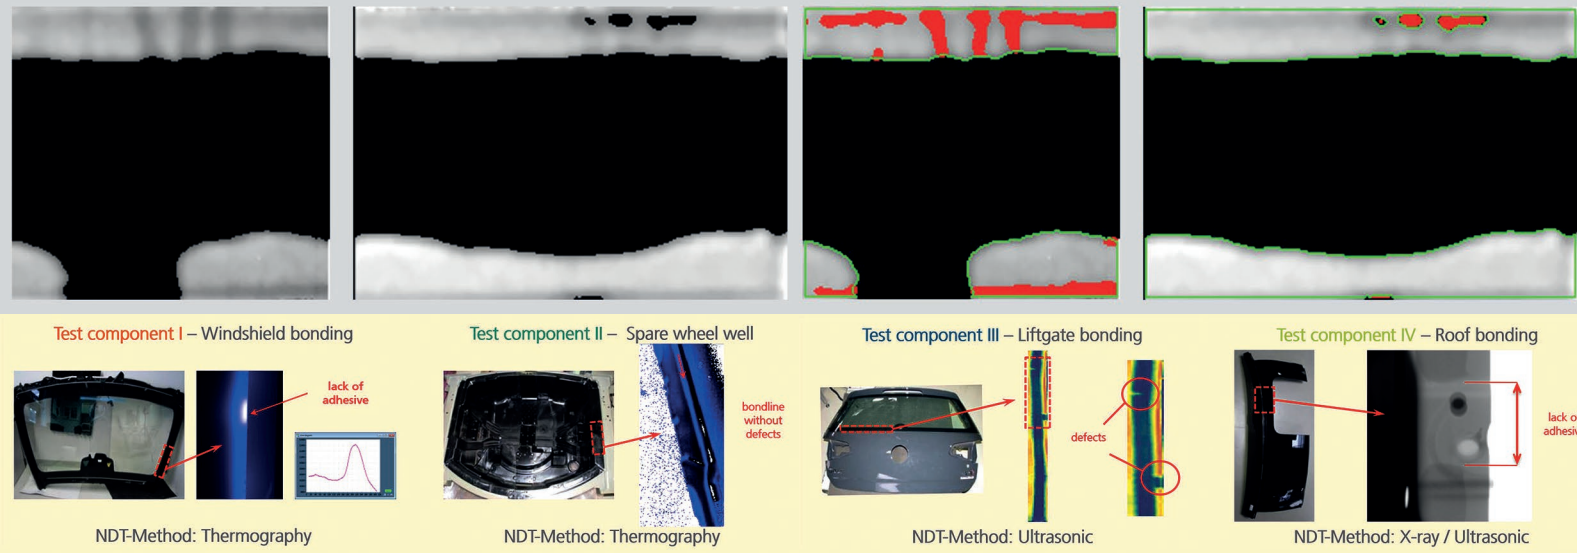 Test component I – Windshield bonding
lack of
adhesive
NDT-Method: Thermography
Test component II – Spare wheel well
bondline
without
defects
NDT-Method: Thermography
Test component III – Liftgate bonding
defects
NDT-Method: Ultrasonic
Test component IV – Roof bonding
lack o
adhesiv
NDT-Method: X-ray / Ultrasonic